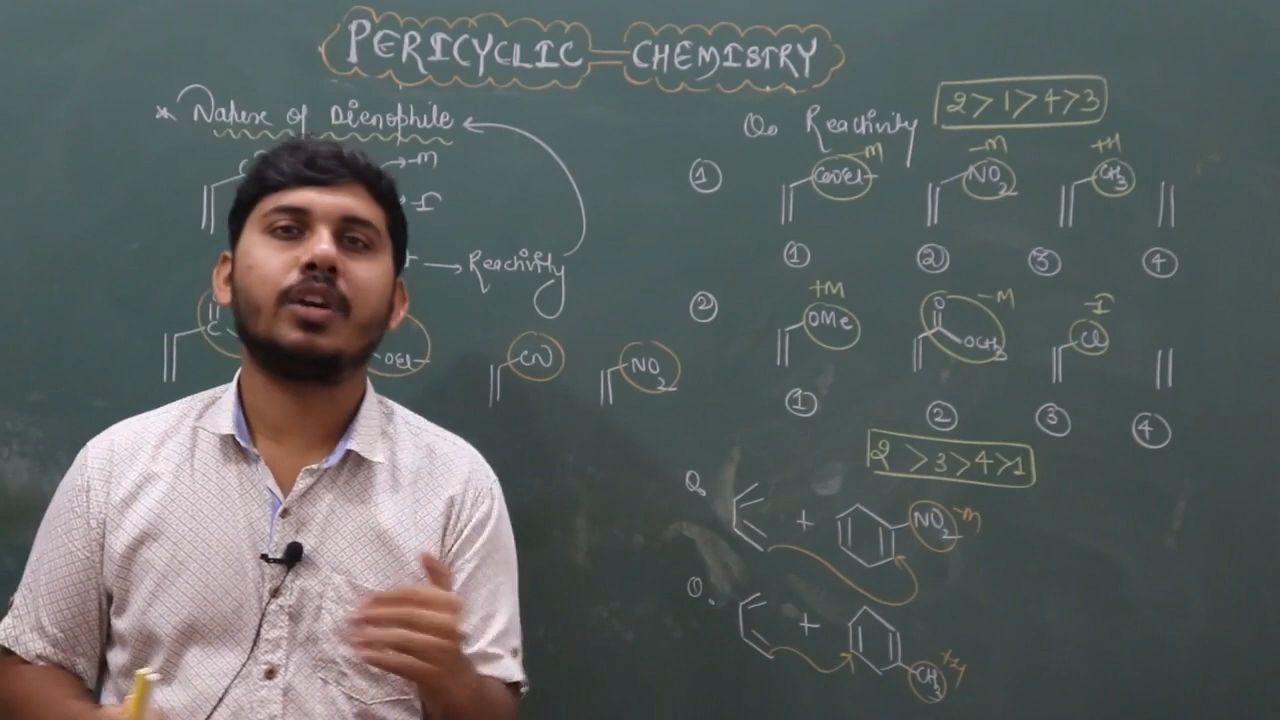 PERICYCLIC CHEMISTRY
* Nature of Dienophile
-M
-I
→ Reactivity
C
OEt
CN
NO2
Q. Reactivity
2 > 1 > 4 > 3
1
COOEt -M
NO2 -M
CH3 +H
1 2 3 4
2
OMe +M
O OCH3 -M
Cl -I
1 2 3 4
2 > 3 > 4 > 1
Q.
+
NO2 -M
Q.
+
CH3 +H